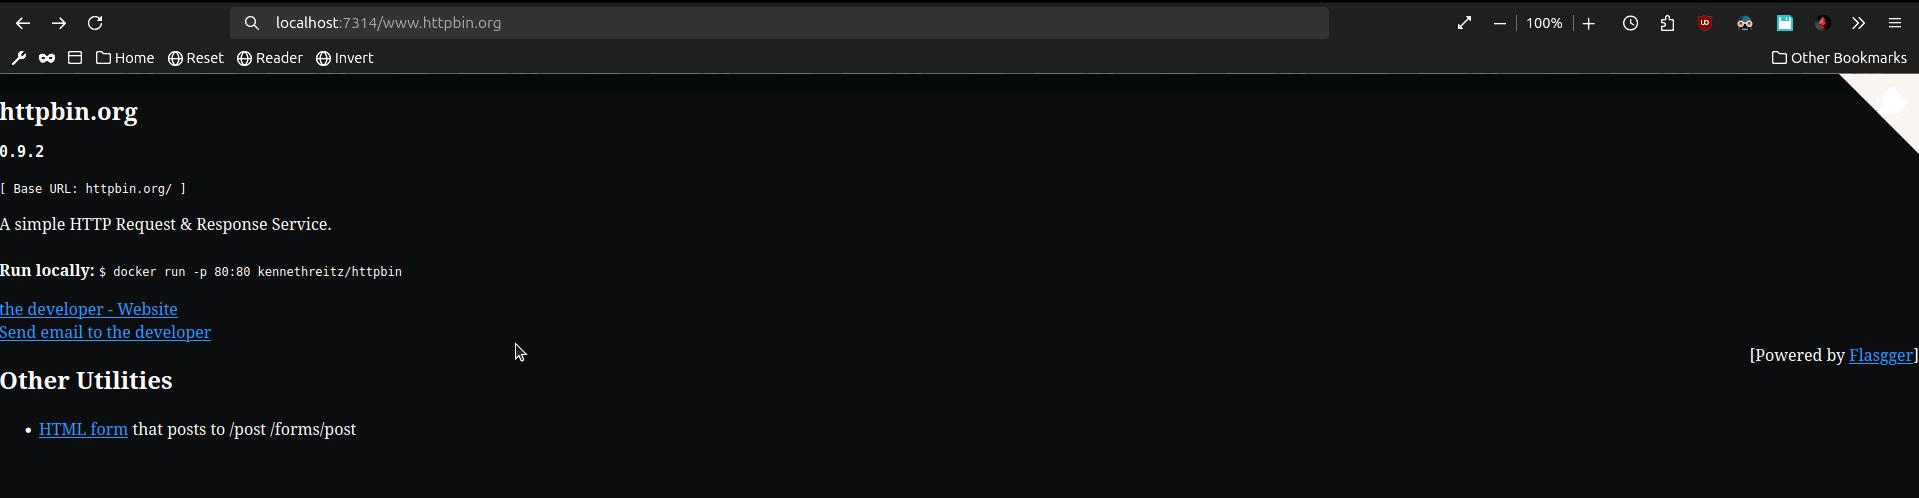 localhost:7314/www.httpbin.org
100%
Home Reset Reader Invert Other Bookmarks
httpbin.org
0.9.2
[ Base URL: httpbin.org/ ]
A simple HTTP Request & Response Service.
Run locally: $ docker run -p 80:80 kennethreitz/httpbin
the developer - Website
Send email to the developer
[Powered by Flasgger]
Other Utilities
• HTML form that posts to /post /forms/post